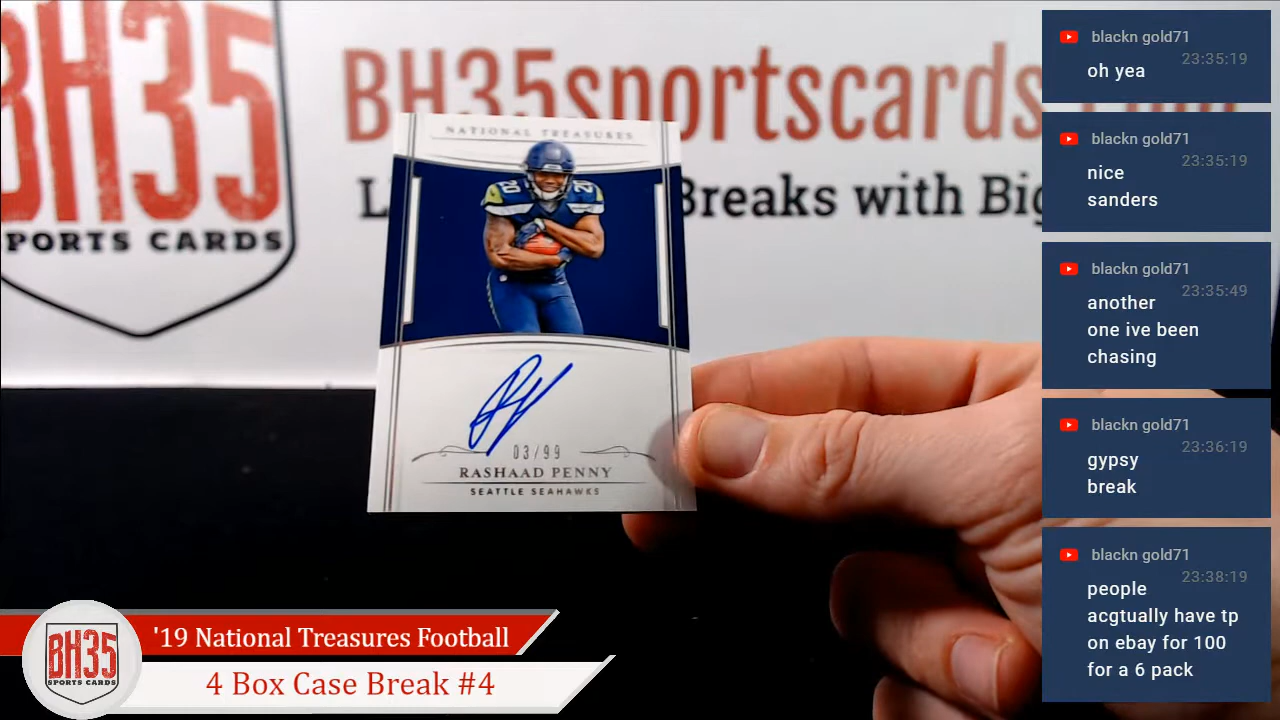 BH35
SPORTS CARDS
BH35sportscards
Breaks with Big
NATIONAL TREASURES
20
20
03/99
RASHAAD PENNY
SEATTLE SEAHAWKS
'19 National Treasures Football
4 Box Case Break #4
BH35
SPORTS CARDS
blackn gold71
23:35:19
oh yea
blackn gold71
23:35:19
nice
sanders
blackn gold71
23:35:49
another
one ive been
chasing
blackn gold71
23:36:19
gypsy
break
blackn gold71
23:38:19
people
acgtually have tp
on ebay for 100
for a 6 pack